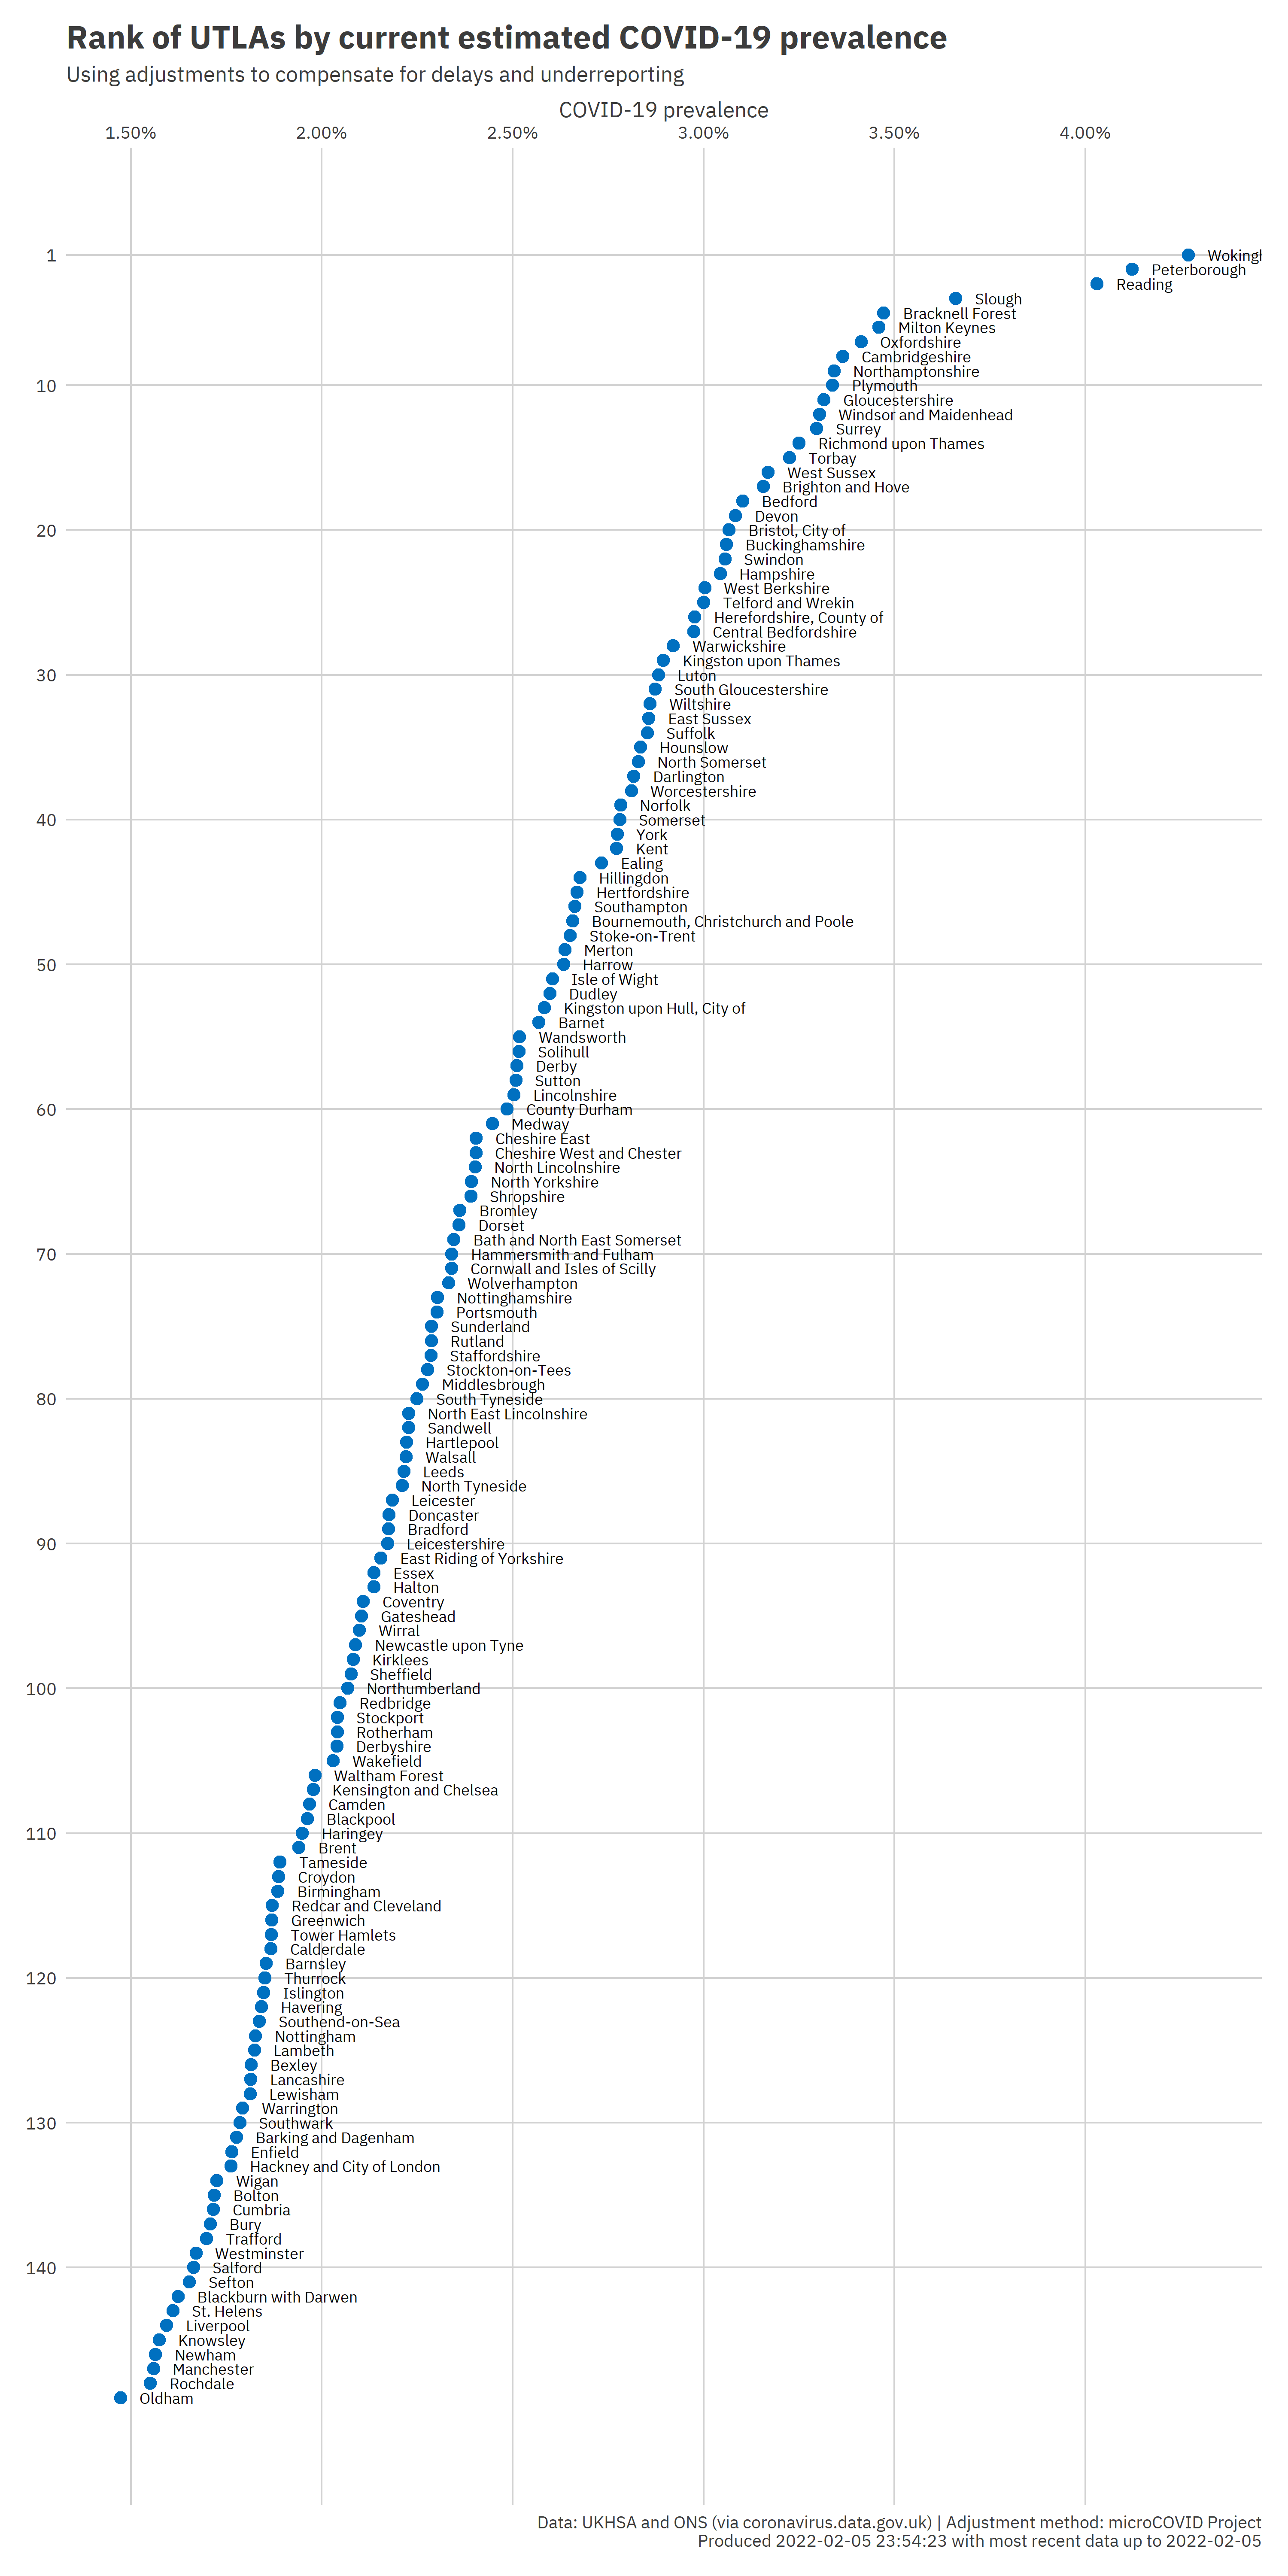 Rank of UTLAs by current estimated COVID-19 prevalence
Using adjustments to compensate for delays and underreporting
COVID-19 prevalence
1.50% 2.00% 2.50% 3.00% 3.50% 4.00%
1
Peterborough
Reading
Slough
Bracknell Forest
Milton Keynes
Oxfordshire
Cambridgeshire
Northamptonshire
10 Plymouth
Gloucestershire
Windsor and Maidenhead
Surrey
Richmond upon Thames
Torbay
West Sussex
Brighton and Hove
Bedford
Devon
20 Bristol, City of
Buckinghamshire
Swindon
Hampshire
West Berkshire
Telford and Wrekin
Herefordshire, County of
Central Bedfordshire
Warwickshire
Kingston upon Thames
30 Luton
South Gloucestershire
Wiltshire
East Sussex
Suffolk
Hounslow
North Somerset
Darlington
Worcestershire
Norfolk
40 Somerset
York
Kent
Ealing
Hillingdon
Hertfordshire
Southampton
Bournemouth, Christchurch and Poole
Stoke-on-Trent
Merton
50 Harrow
Isle of Wight
Dudley
Kingston upon Hull, City of
Barnet
Wandsworth
Solihull
Derby
Sutton
Lincolnshire
60 County Durham
Medway
Cheshire East
Cheshire West and Chester
North Lincolnshire
North Yorkshire
Shropshire
Bromley
Dorset
Bath and North East Somerset
70 Hammersmith and Fulham
Cornwall and Isles of Scilly
Wolverhampton
Nottinghamshire
Portsmouth
Sunderland
Rutland
Staffordshire
Stockton-on-Tees
Middlesbrough
80 South Tyneside
North East Lincolnshire
Sandwell
Hartlepool
Walsall
Leeds
North Tyneside
Leicester
Doncaster
Bradford
90 Leicestershire
East Riding of Yorkshire
Essex
Halton
Coventry
Gateshead
Wirral
Newcastle upon Tyne
Kirklees
Sheffield
100 Northumberland
Redbridge
Stockport
Rotherham
Derbyshire
Wakefield
Waltham Forest
Kensington and Chelsea
Camden
Blackpool
110 Haringey
Brent
Tameside
Croydon
Birmingham
Redcar and Cleveland
Greenwich
Tower Hamlets
Calderdale
Barnsley
120 Thurrock
Islington
Havering
Southend-on-Sea
Nottingham
Lambeth
Bexley
Lancashire
Lewisham
Warrington
130 Southwark
Barking and Dagenham
Enfield
Hackney and City of London
Wigan
Bolton
Cumbria
Bury
Trafford
Westminster
140 Salford
Sefton
Blackburn with Darwen
St. Helens
Liverpool
Knowsley
Newham
Manchester
Rochdale
Oldham
Data: UKHSA and ONS (via coronavirus.data.gov.uk) | Adjustment method: microCOVID Project
Produced 2022-02-05 23:54:23 with most recent data up to 2022-02-05